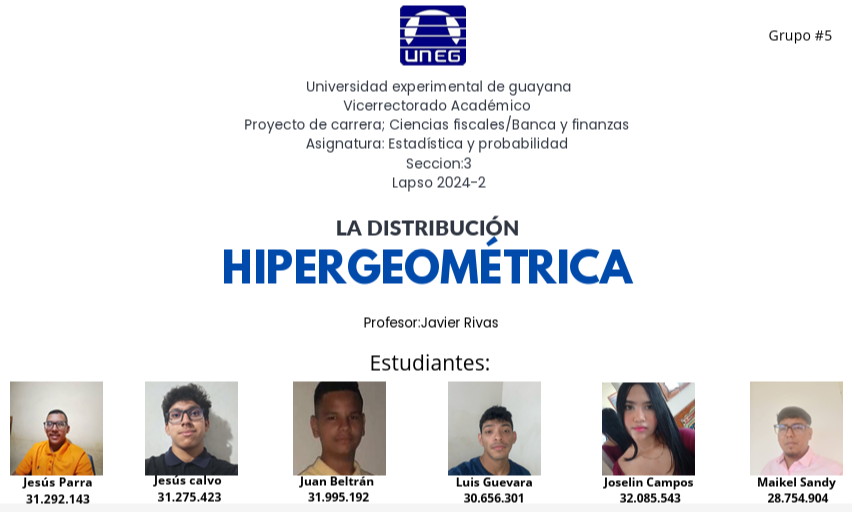 UNEG
Grupo #5
Universidad experimental de guayana
Vicerrectorado Académico
Proyecto de carrera; Ciencias fiscales/Banca y finanzas
Asignatura: Estadística y probabilidad
Seccion:3
Lapso 2024-2
LA DISTRIBUCIÓN
HIPERGEOMÉTRICA
Profesor:Javier Rivas
Estudiantes:
Jesús Parra
31.292.143
Jesús calvo
31.275.423
Juan Beltrán
31.995.192
Luis Guevara
30.656.301
Joselin Campos
32.085.543
Maikel Sandy
28.754.904